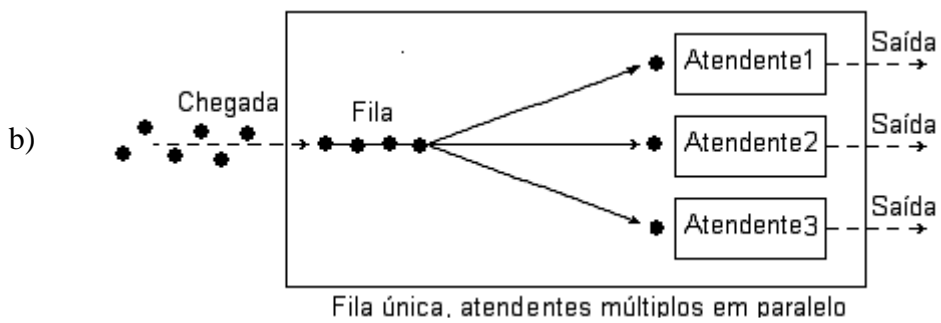 Saída
Atendente1
Chegada
Fila
b)
Saída
Atendente2
Saída
Atendente3
Fila única, atendentes múltiplos em paralelo